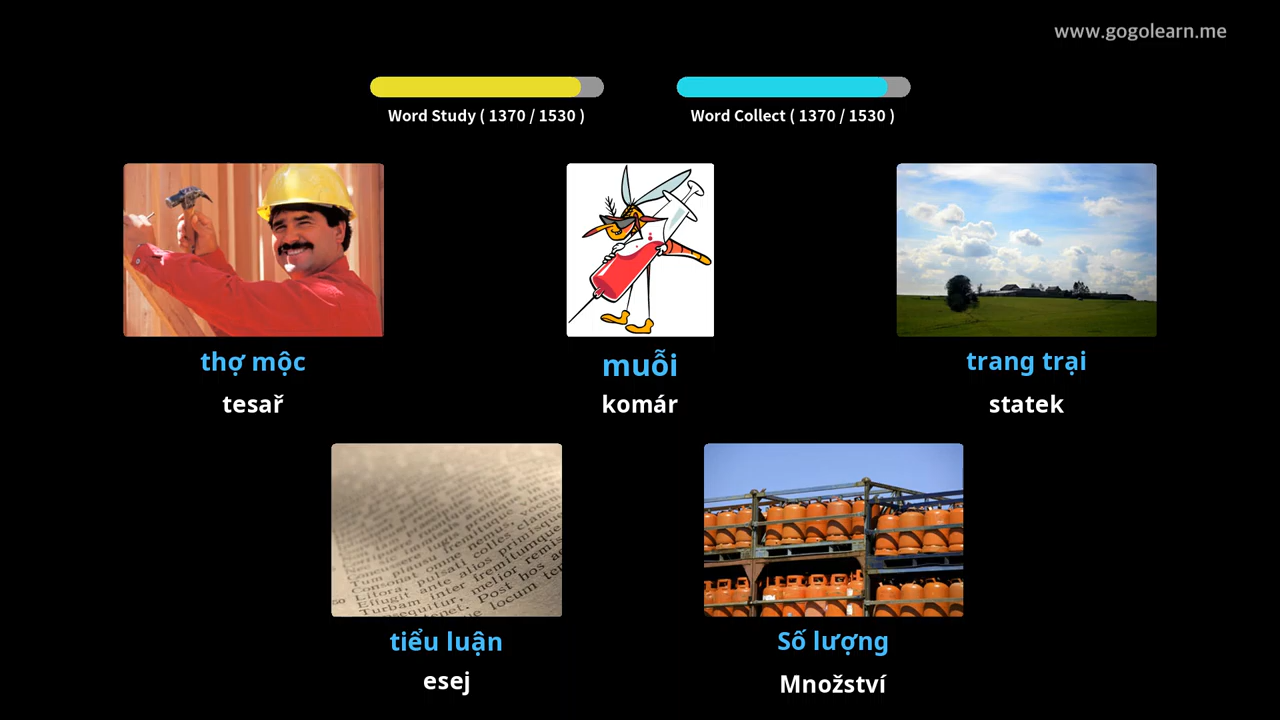 www.gogolearn.me
Word Study ( 1370 / 1530 )
Word Collect ( 1370 / 1530 )
thợ mộc
tesař
muỗi
komár
trang trại
statek
tiểu luận
esej
Số lượng
Množství